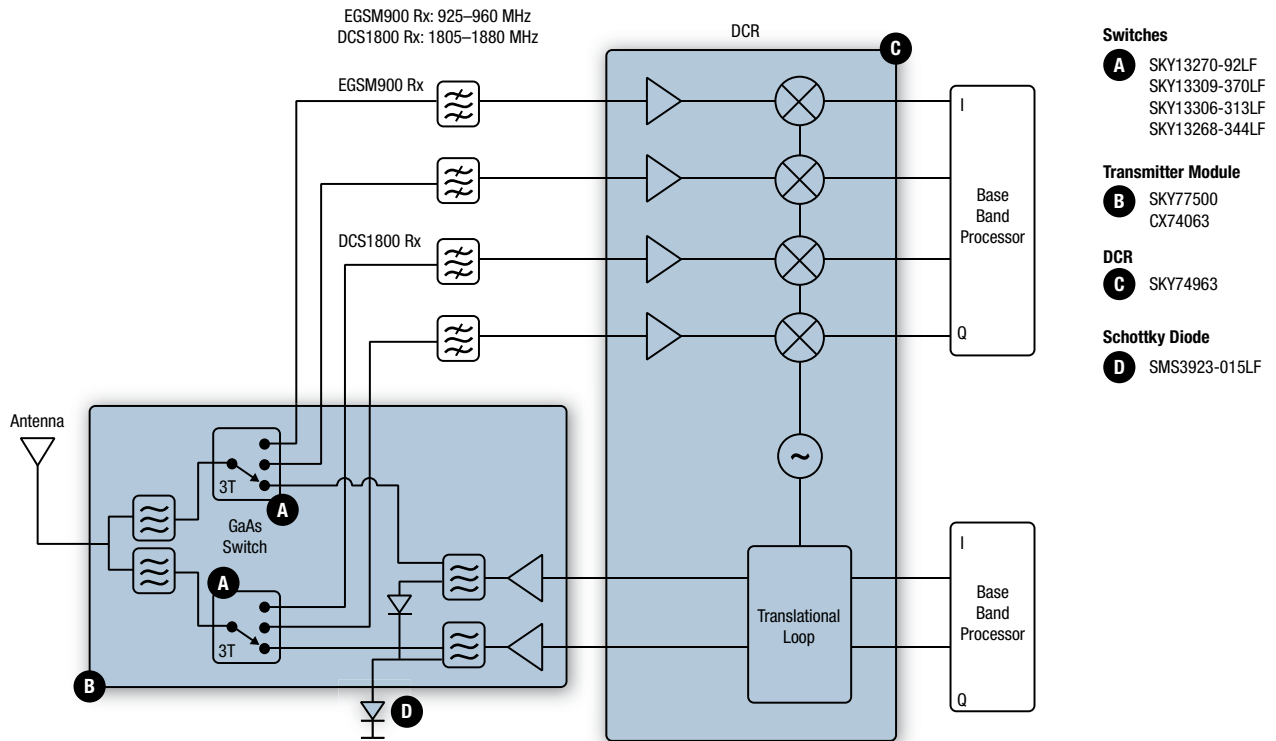 EGSM900 Rx: 925–960 MHz
DCS1800 Rx: 1805–1880 MHz
DCR
C
EGSM900 Rx
DCS1800 Rx
I
Base
Band
Processor
Q
Antenna
3T
A
GaAs
Switch
A
3T
B
D
~
Translational
Loop
I
Base
Band
Processor
Q
Switches
A SKY13270-92LF
SKY13309-370LF
SKY13306-313LF
SKY13268-344LF
Transmitter Module
B SKY77500
CX74063
DCR
C SKY74963
Schottky Diode
D SMS3923-015LF